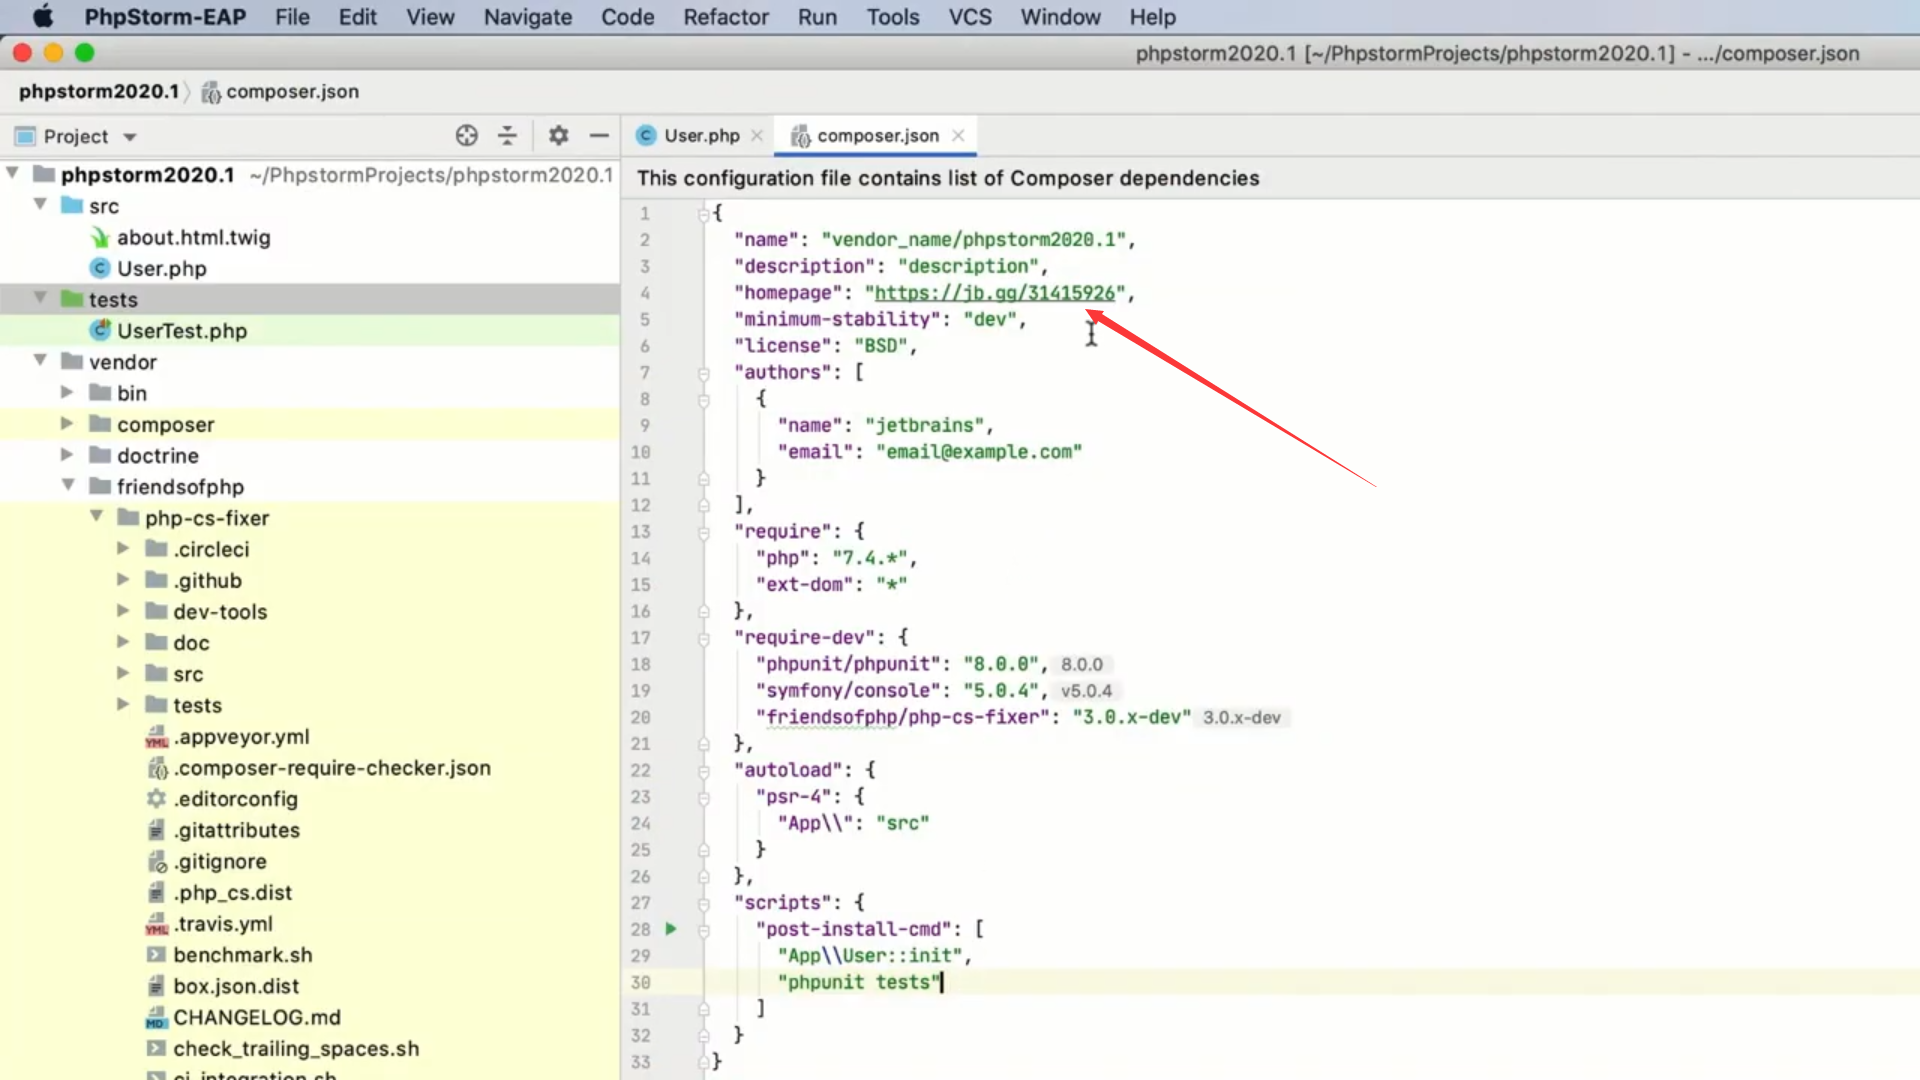 PhpStorm-EAP File Edit View Navigate Code Refactor Run Tools VCS Window Help
phpstorm2020.1 [~/PhpstormProjects/phpstorm2020.1] - .../composer.json
phpstorm2020.1 composer.json
Project
User.php composer.json
This configuration file contains list of Composer dependencies
phpstorm2020.1 ~/PhpstormProjects/phpstorm2020.1
src
about.html.twig
User.php
tests
UserTest.php
vendor
bin
composer
doctrine
friendsofphp
php-cs-fixer
.circleci
.github
dev-tools
doc
src
tests
YML .appveyor.yml
.composer-require-checker.json
.editorconfig
.gitattributes
.gitignore
.php_cs.dist
YML .travis.yml
benchmark.sh
box.json.dist
MD CHANGELOG.md
check_trailing_spaces.sh
ci_integration.sh
1 {
2 "name": "vendor_name/phpstorm2020.1",
3 "description": "description",
4 "homepage": "https://jb.gg/31415926",
5 "minimum-stability": "dev",
6 "license": "BSD",
7 "authors": [
8 {
9 "name": "jetbrains",
10 "email": "email@example.com"
11 }
12 ],
13 "require": {
14 "php": "7.4.*",
15 "ext-dom": "*"
16 },
17 "require-dev": {
18 "phpunit/phpunit": "8.0.0", 8.0.0
19 "symfony/console": "5.0.4", v5.0.4
20 "friendsofphp/php-cs-fixer": "3.0.x-dev" 3.0.x-dev
21 },
22 "autoload": {
23 "psr-4": {
24 "App\\": "src"
25 }
26 },
27 "scripts": {
28 "post-install-cmd": [
29 "App\\User::init",
30 "phpunit tests"
31 ]
32 }
33 }